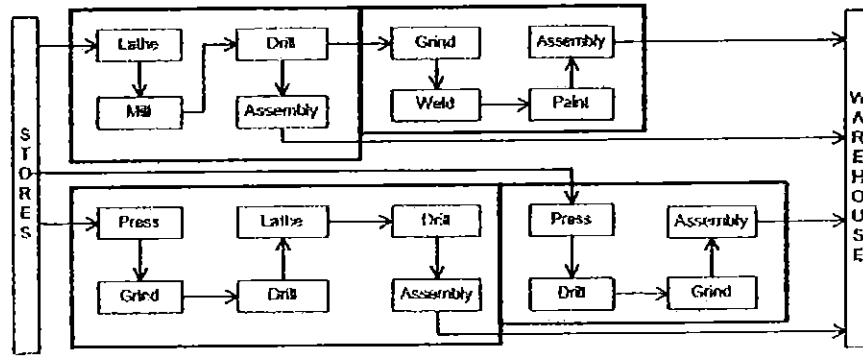 STORES
Lathe
Drill
Grind
Assembly
Mill
Assembly
Weld
Paint
Press
Lathe
Drill
Press
Assembly
Grind
Drill
Assembly
Drill
Grind
WAREHOUSE